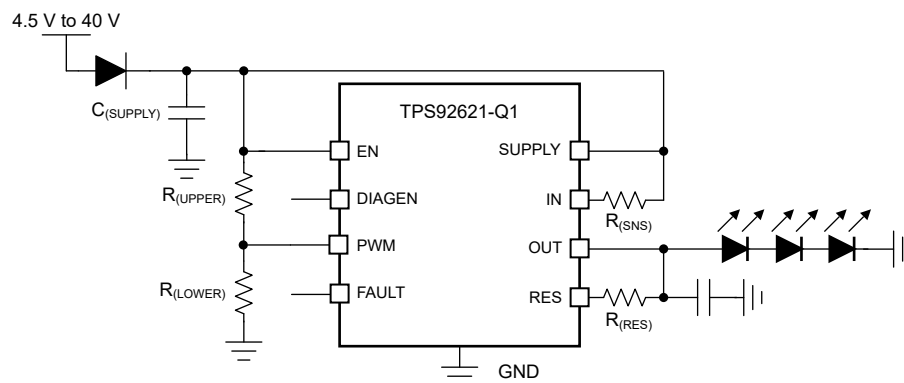 4.5 V to 40 V
C(SUPPLY)
TPS92621-Q1
EN
SUPPLY
R(UPPER)
DIAGEN
IN
R(SNS)
PWM
OUT
R(LOWER)
FAULT
RES
R(RES)
GND